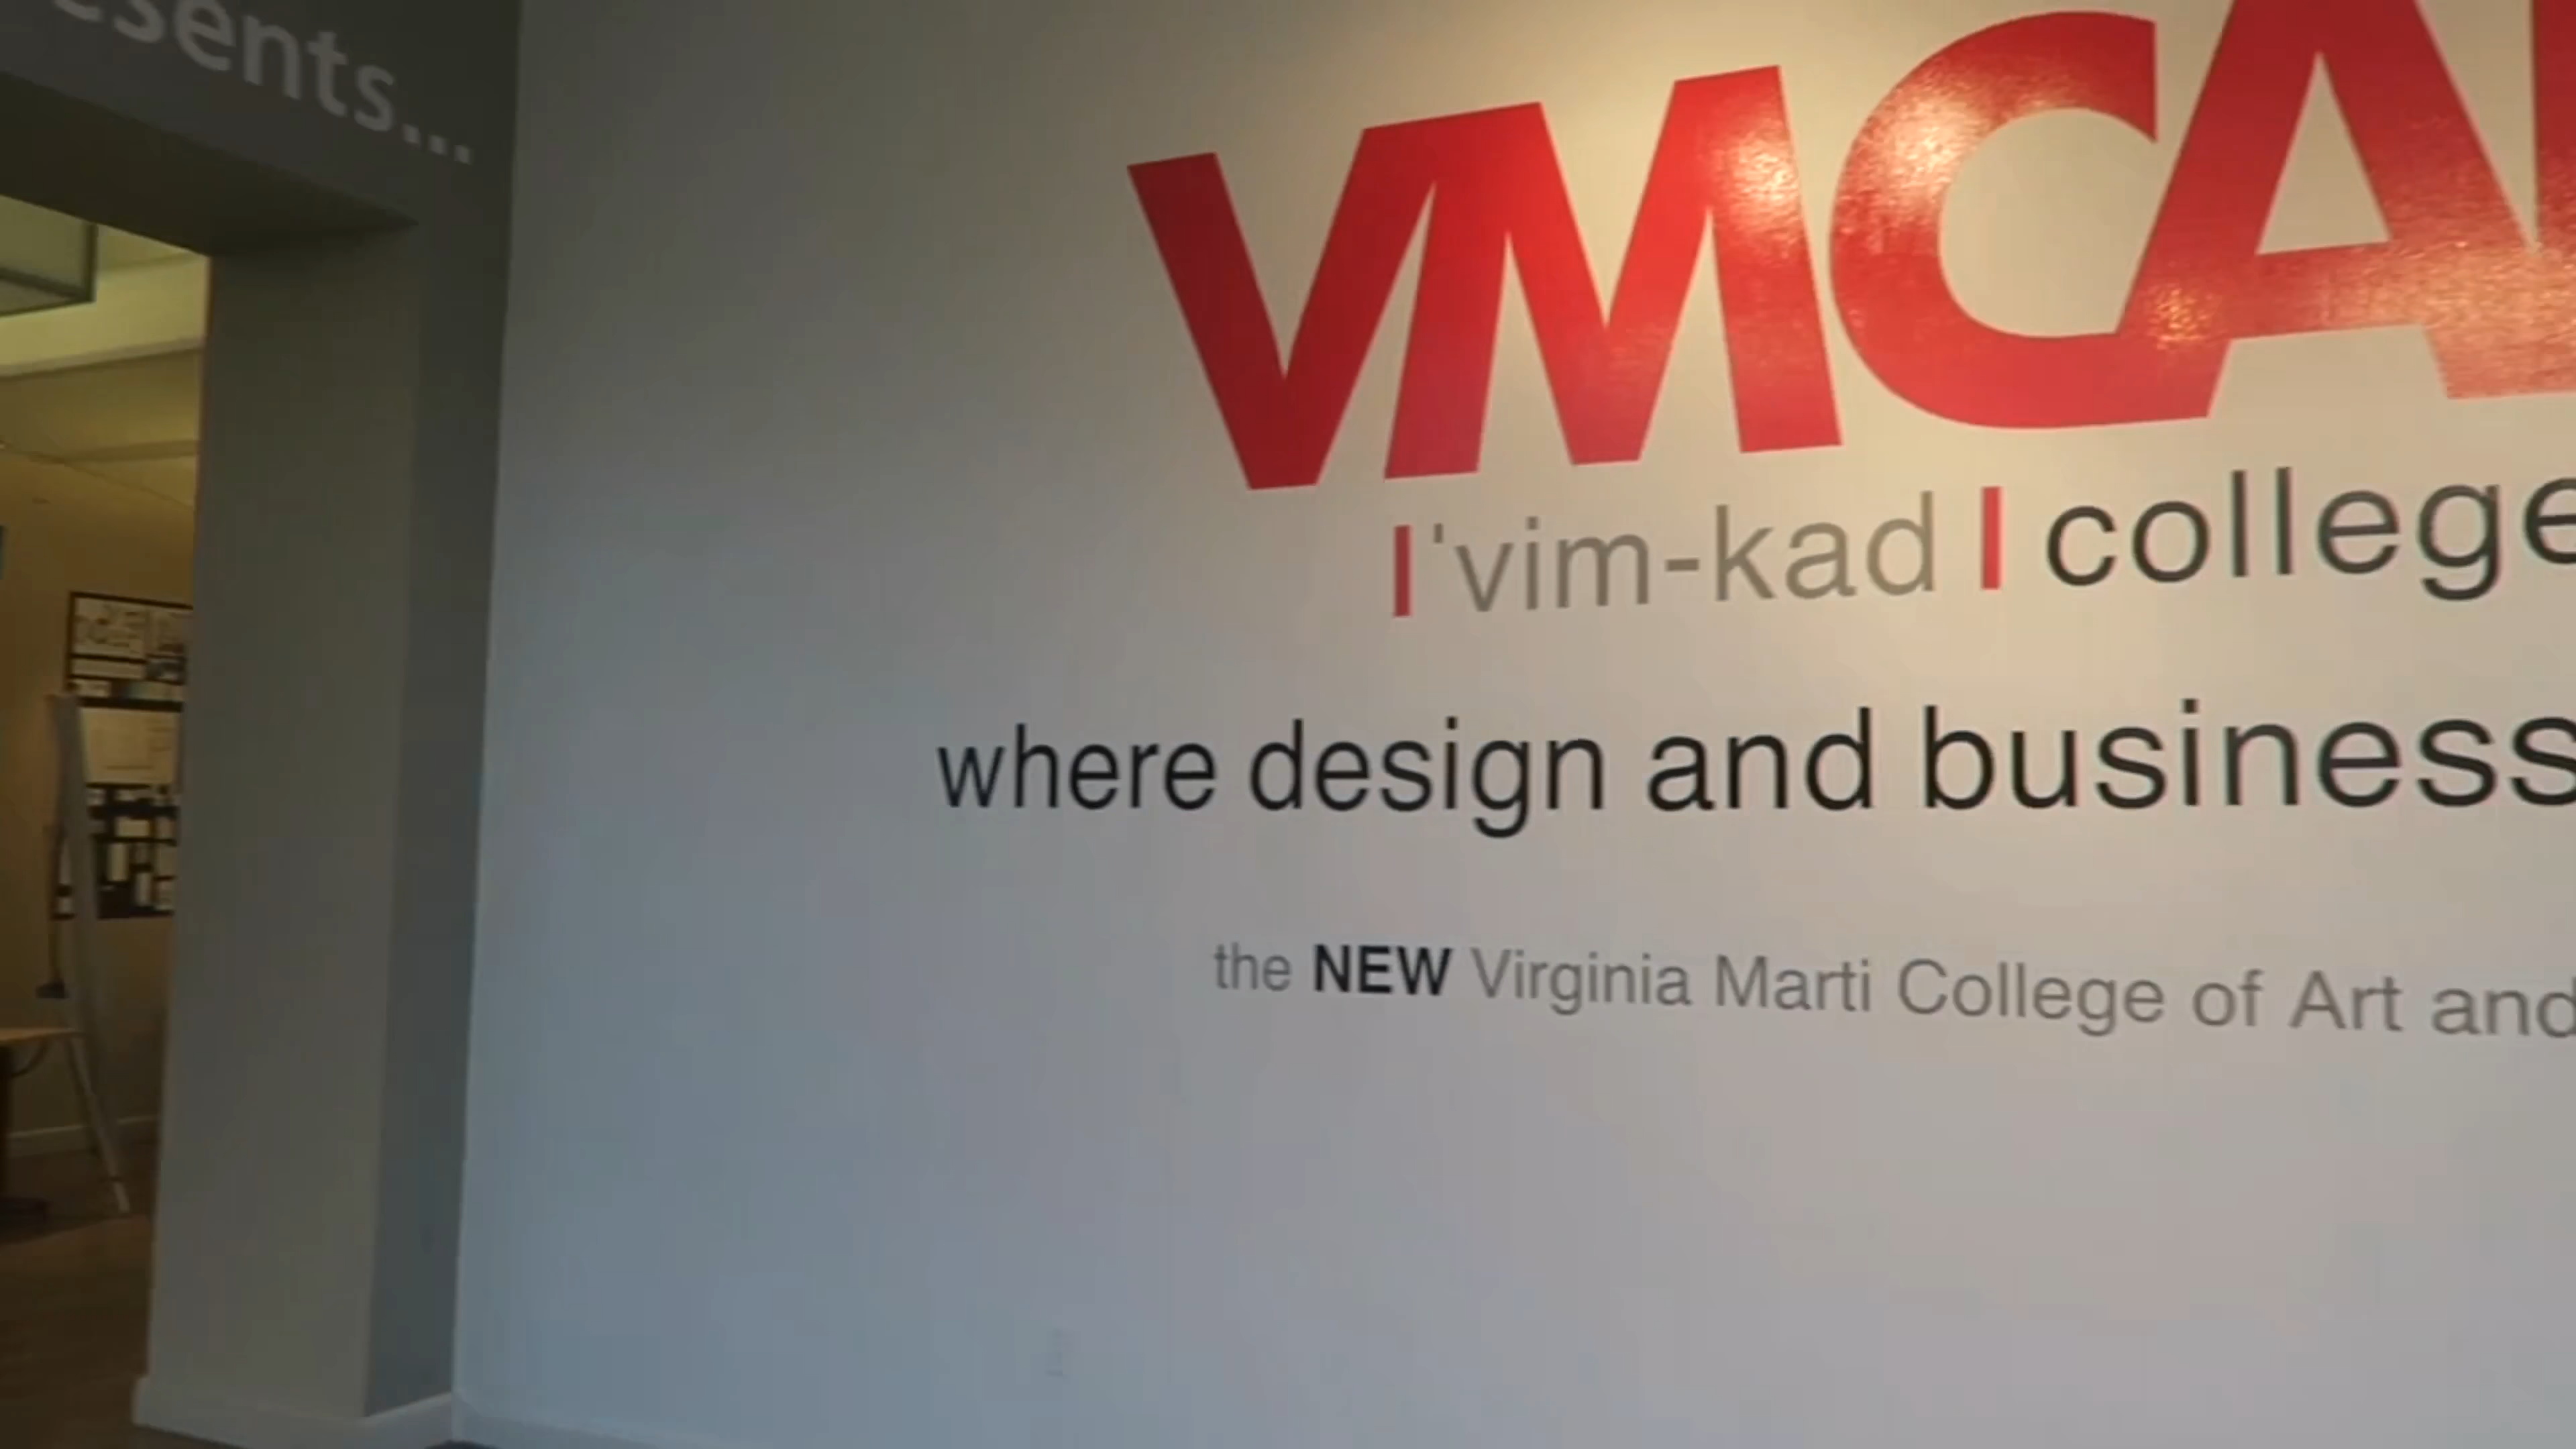 esents...
VMCA
|'vim-kad| college
where design and business
the NEW Virginia Marti College of Art and